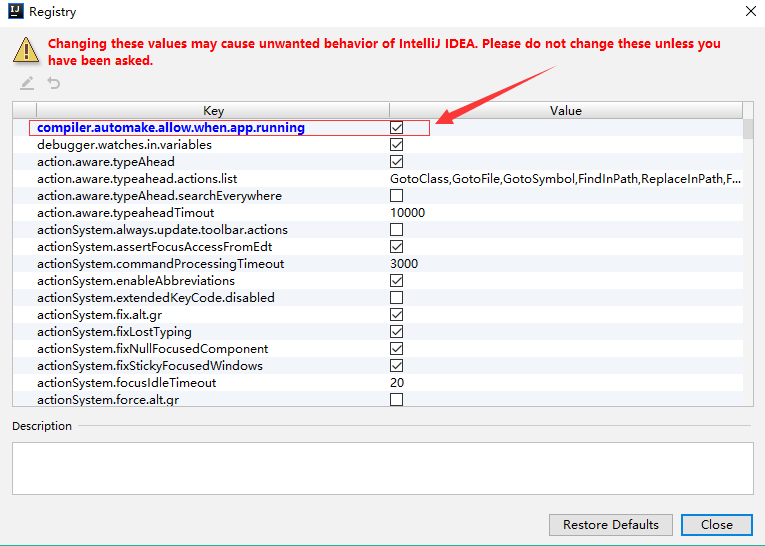 IJ Registry
Changing these values may cause unwanted behavior of IntelliJ IDEA. Please do not change these unless you
have been asked.
Key Value
compiler.automake.allow.when.app.running
debugger.watches.in.variables
action.aware.typeAhead
action.aware.typeahead.actions.list GotoClass,GotoFile,GotoSymbol,FindInPath,ReplaceInPath,F...
action.aware.typeAhead.searchEverywhere
action.aware.typeaheadTimout 10000
actionSystem.always.update.toolbar.actions
actionSystem.assertFocusAccessFromEdt
actionSystem.commandProcessingTimeout 3000
actionSystem.enableAbbreviations
actionSystem.extendedKeyCode.disabled
actionSystem.fix.alt.gr
actionSystem.fixLostTyping
actionSystem.fixNullFocusedComponent
actionSystem.fixStickyFocusedWindows
actionSystem.focusIdleTimeout 20
actionSystem.force.alt.gr
Description
Restore Defaults Close